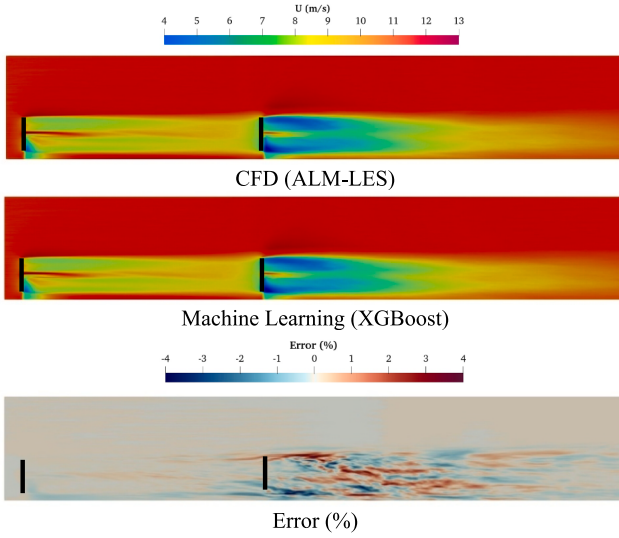 U (m/s)
4 5 6 7 8 9 10 11 12 13
CFD (ALM-LES)
Machine Learning (XGBoost)
Error (%)
-4 -3 -2 -1 0 1 2 3 4
Error (%)